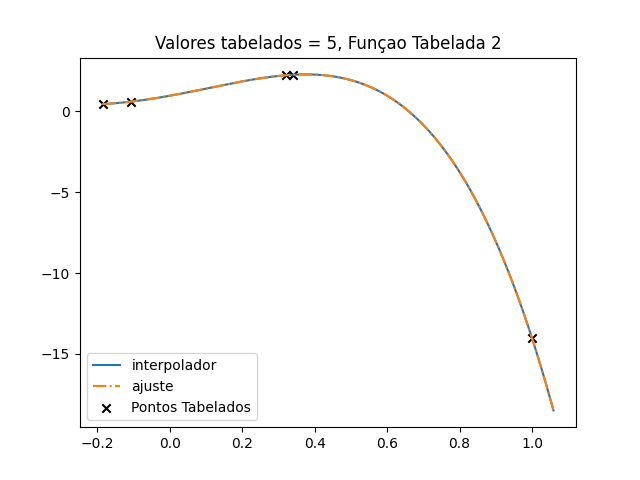 Valores tabelados = 5, Funçao Tabelada 2
0
−5
−10
−15
interpolador
ajuste
Pontos Tabelados
−0.2 0.0 0.2 0.4 0.6 0.8 1.0